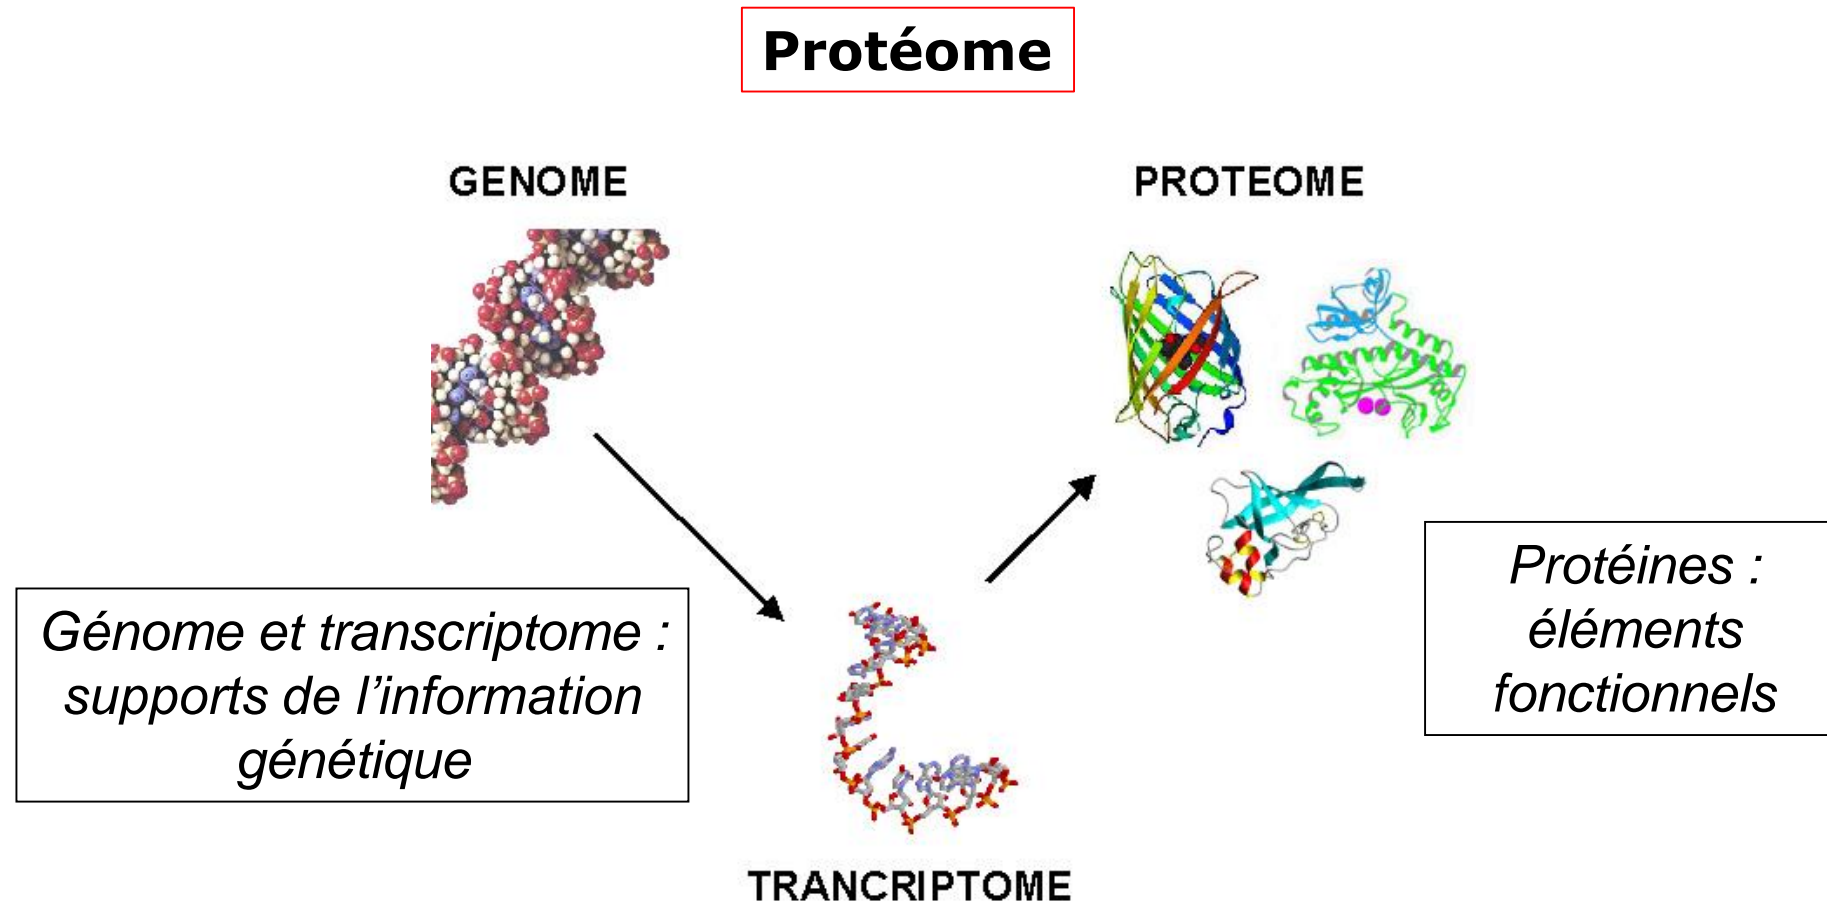 Protéome
GENOME
PROTEOME
Protéines :
éléments
fonctionnels
Génome et transcriptome :
supports de l’information
génétique
TRANCRIPTOME